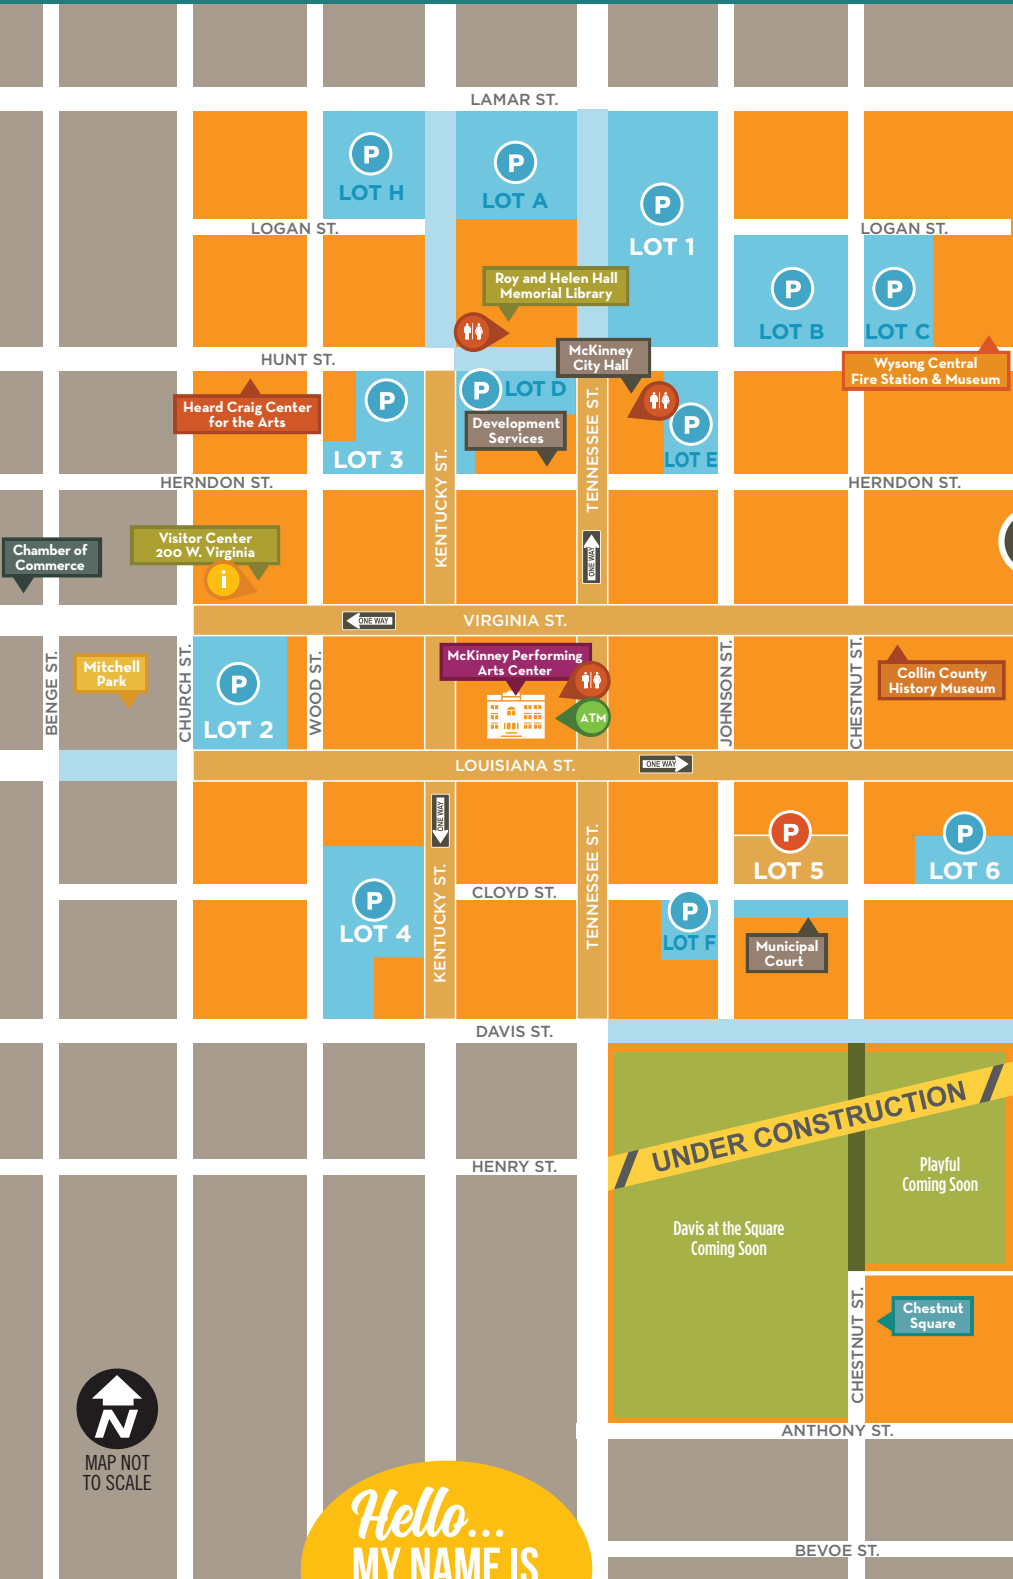 LAMAR ST.
P
LOT H
P
LOT A
P
LOT 1
LOGAN ST.
LOGAN ST.
P
LOT B
P
LOT C
Roy and Helen Hall
Memorial Library
HUNT ST.
McKinney
City Hall
Wysong Central
Fire Station & Museum
Heard Craig Center
for the Arts
P
LOT 3
P
LOT D
Development
Services
P
LOT E
KENTUCKY ST.
TENNESSEE ST.
HERNDON ST.
HERNDON ST.
Chamber of
Commerce
Visitor Center
200 W. Virginia
i
ONE WAY
ONE WAY
VIRGINIA ST.
BENGE ST.
Mitchell
Park
CHURCH ST.
P
LOT 2
WOOD ST.
McKinney Performing
Arts Center
ATM
JOHNSON ST.
CHESTNUT ST.
Collin County
History Museum
LOUISIANA ST.
ONE WAY
ONE WAY
P
LOT 5
P
LOT 6
KENTUCKY ST.
TENNESSEE ST.
CLOYD ST.
P
LOT 4
P
LOT F
Municipal
Court
DAVIS ST.
UNDER CONSTRUCTION
HENRY ST.
Playful
Coming Soon
Davis at the Square
Coming Soon
CHESTNUT ST.
Chestnut
Square
N
MAP NOT
TO SCALE
ANTHONY ST.
Hello...
MY NAME IS
BEVOE ST.